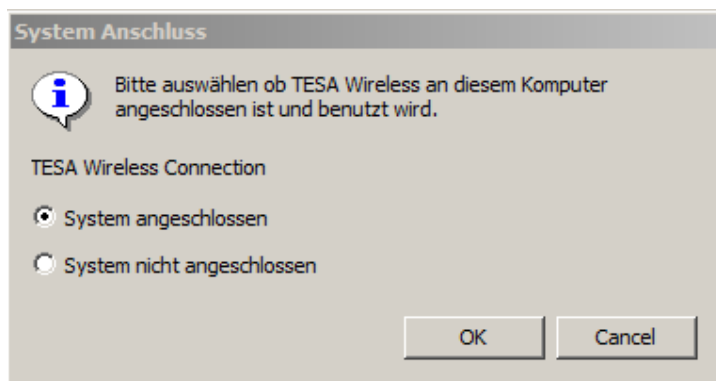 System Anschluss
Bitte auswählen ob TESA Wireless an diesem Komputer
angeschlossen ist und benutzt wird.
TESA Wireless Connection
System angeschlossen
System nicht angeschlossen
OK
Cancel